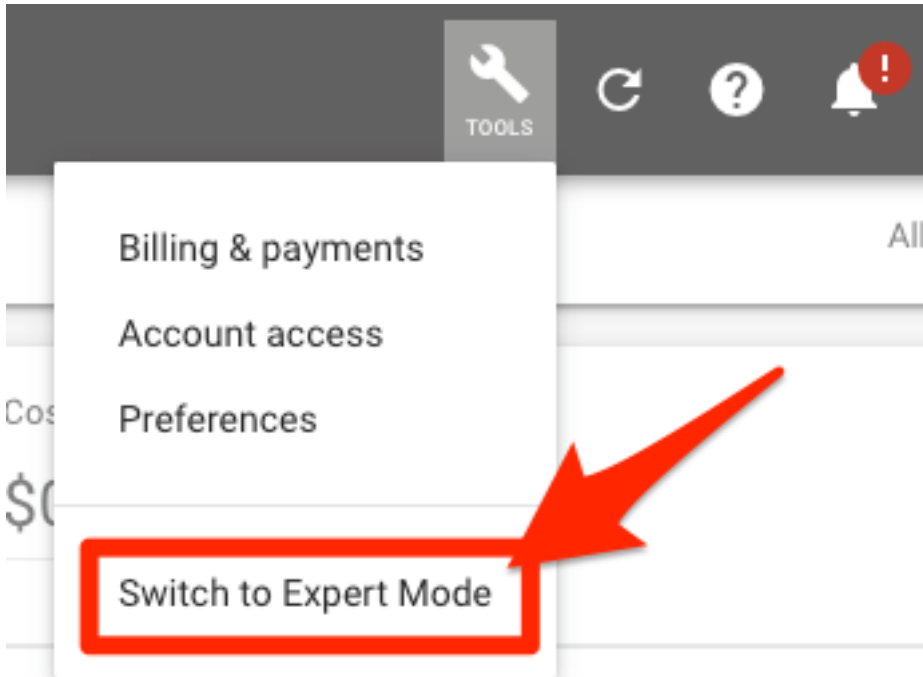 TOOLS
!
Billing & payments
All
Account access
Cos
Preferences
$0
Switch to Expert Mode